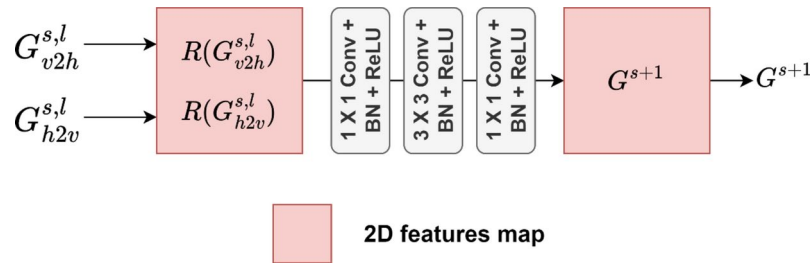 $G_{v2h}^{s,l}$
$G_{h2v}^{s,l}$
$R(G_{v2h}^{s,l})$
$R(G_{h2v}^{s,l})$
1 X 1 Conv +
BN + ReLU
3 X 3 Conv +
BN + ReLU
1 X 1 Conv +
BN + ReLU
$G^{s+1}$
$G^{s+1}$
2D features map